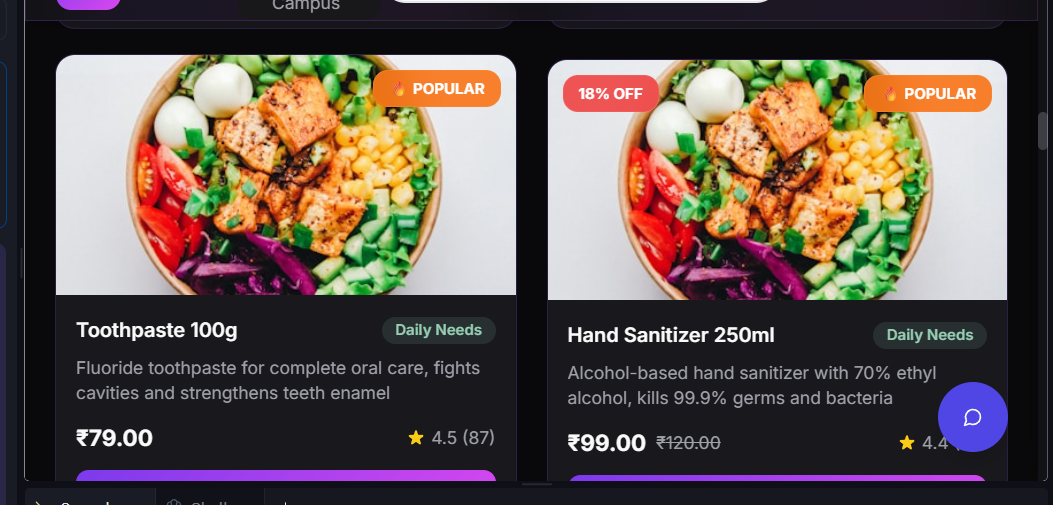 Campus
POPULAR
18% OFF
POPULAR
Toothpaste 100g
Daily Needs
Fluoride toothpaste for complete oral care, fights
cavities and strengthens teeth enamel
₹79.00
4.5 (87)
Hand Sanitizer 250ml
Daily Needs
Alcohol-based hand sanitizer with 70% ethyl
alcohol, kills 99.9% germs and bacteria
₹99.00 ₹120.00
4.4